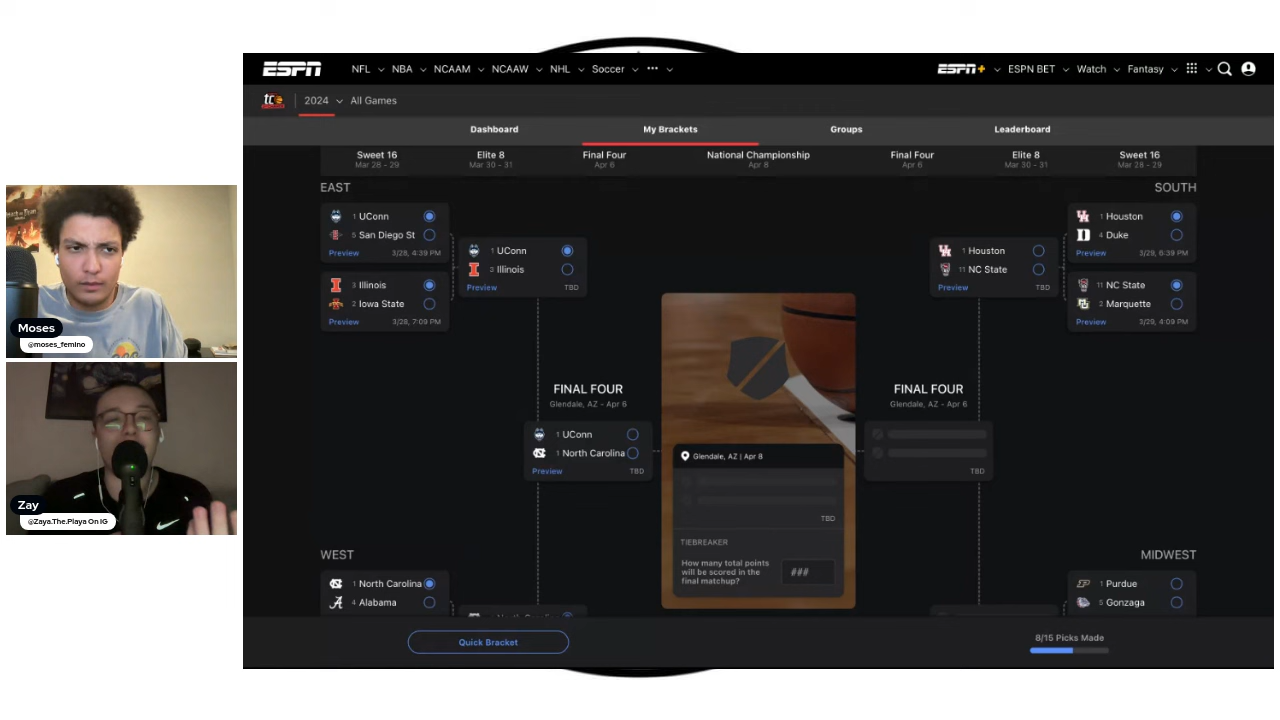 ESPN NFL NBA NCAAM NCAAW NHL Soccer ••• ESPN+ ESPN BET Watch Fantasy
tc 2024 All Games
Dashboard My Brackets Groups Leaderboard
Sweet 16 Elite 8 Final Four National Championship Final Four Elite 8 Sweet 16
Mar 28 - 29 Mar 30 - 31 Apr 6 Apr 8 Apr 6 Mar 30 - 31 Mar 28 - 29
EAST SOUTH
1 UConn
5 San Diego St
Preview 3/28, 4:39 PM
1 UConn
3 Illinois
Preview TBD
3 Illinois
2 Iowa State
Preview 3/28, 7:09 PM
1 Houston
11 NC State
Preview TBD
1 Houston
4 Duke
Preview 3/29, 6:39 PM
11 NC State
2 Marquette
Preview 3/29, 4:09 PM
Moses
@moses_femino
FINAL FOUR
Glendale, AZ - Apr 6
1 UConn
1 North Carolina
Preview TBD
Glendale, AZ | Apr 8
TBD
TIEBREAKER
How many total points
will be scored in the
final matchup?
###
FINAL FOUR
Glendale, AZ - Apr 6
TBD
Zay
@Zaya.The.Playa On IG
WEST MIDWEST
1 North Carolina
4 Alabama
1 Purdue
5 Gonzaga
Quick Bracket
8/15 Picks Made